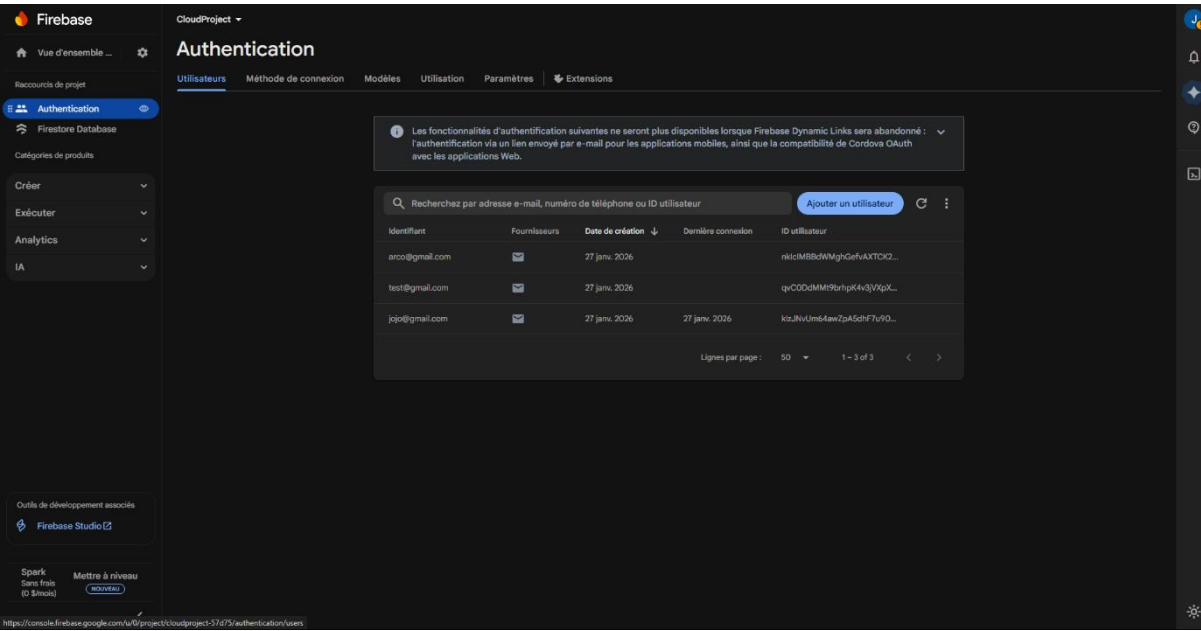 Firebase
Vue d'ensemble ...
Raccourcis de projet
Authentication
Firestore Database
Catégories de produits
Créer
Exécuter
Analytics
IA
Outils de développement associés
Firebase Studio
Spark
Sans frais
(0 $/mois)
Mettre à niveau
NOUVEAU
https://console.firebase.google.com/u/0/project/cloudproject-57d75/authentication/users
CloudProject
Authentication
Utilisateurs Méthode de connexion Modèles Utilisation Paramètres Extensions
Les fonctionnalités d'authentification suivantes ne seront plus disponibles lorsque Firebase Dynamic Links sera abandonné :
l'authentification via un lien envoyé par e-mail pour les applications mobiles, ainsi que la compatibilité de Cordova OAuth
avec les applications Web.
Recherchez par adresse e-mail, numéro de téléphone ou ID utilisateur
Ajouter un utilisateur
Identifiant Fournisseurs Date de création Dernière connexion ID utilisateur
arco@gmail.com 27 janv. 2026
test@gmail.com 27 janv. 2026
jojo@gmail.com 27 janv. 2026 27 janv. 2026
Lignes par page : 50 1 – 3 of 3
J